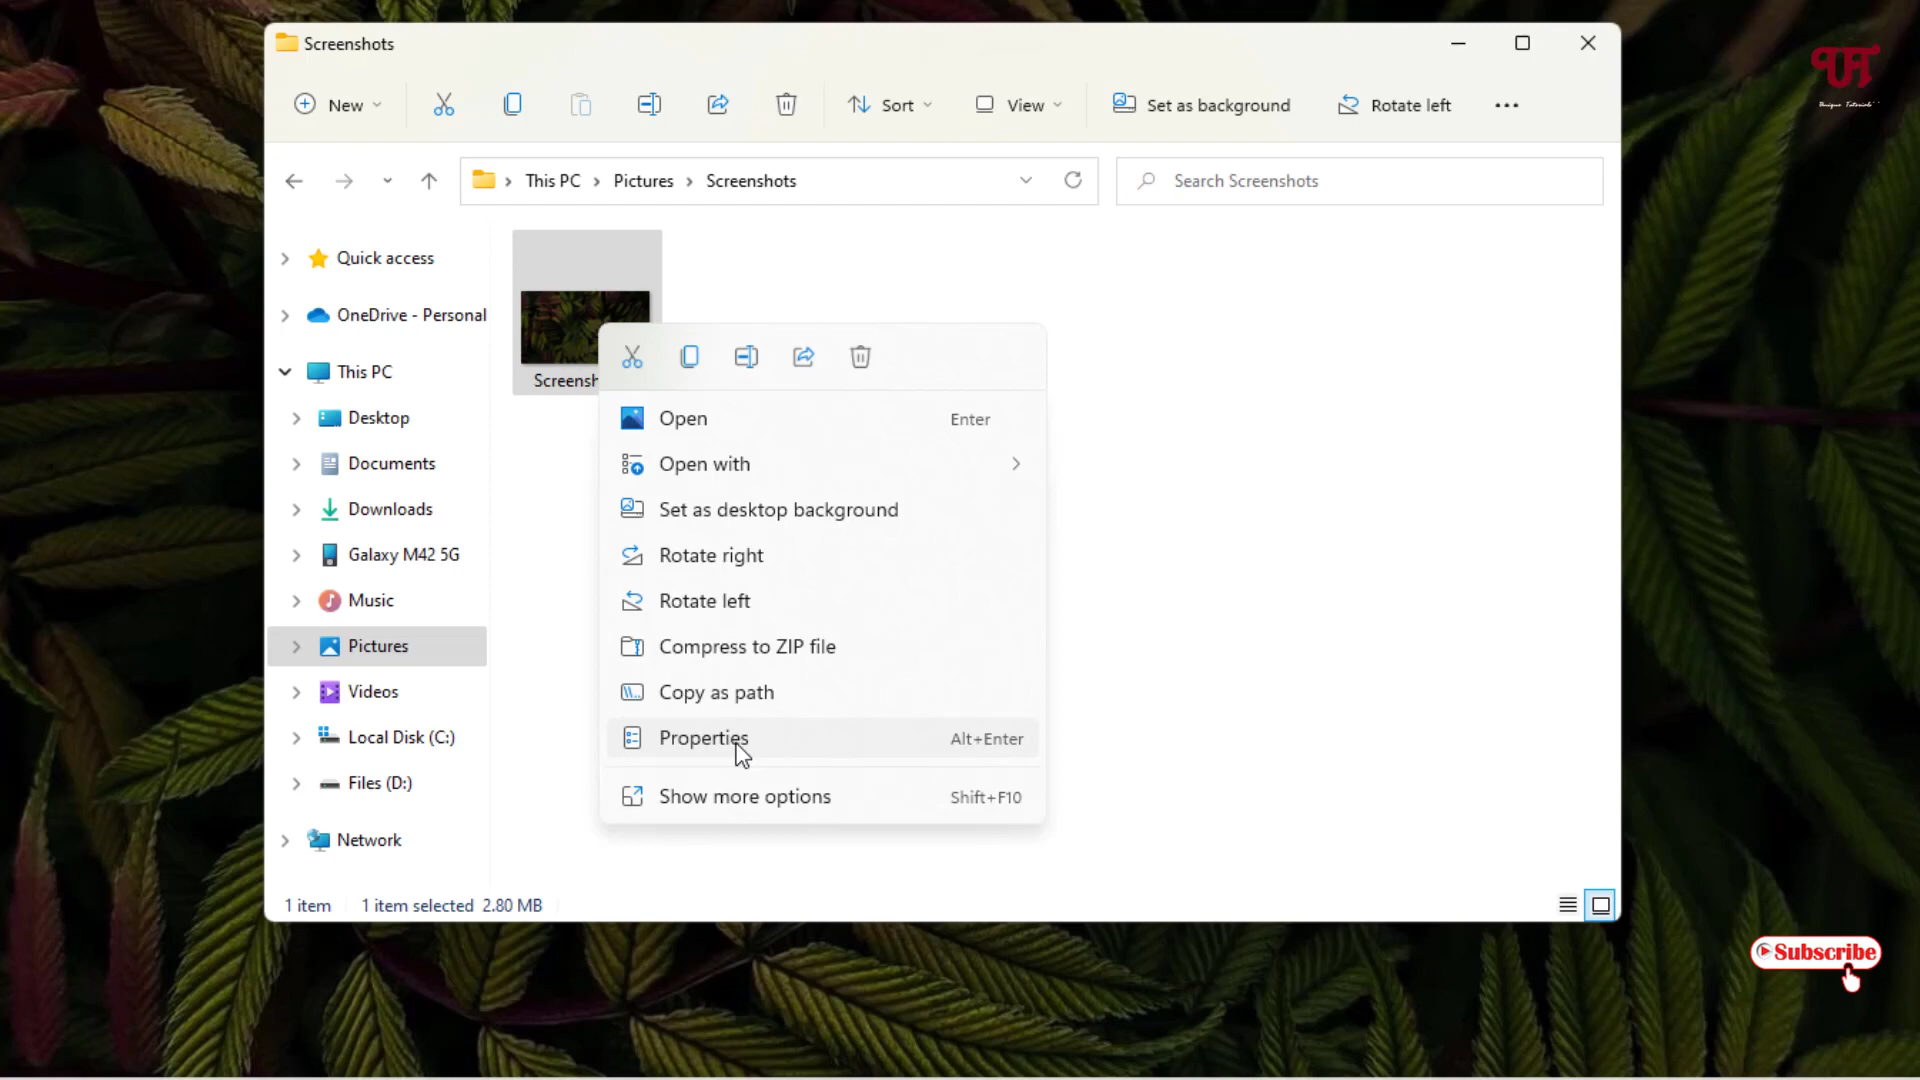 Screenshots
New
Sort
View
Set as background
Rotate left
This PC
Pictures
Screenshots
Search Screenshots
Quick access
OneDrive - Personal
This PC
Desktop
Documents
Downloads
Galaxy M42 5G
Music
Pictures
Videos
Local Disk (C:)
Files (D:)
Network
Screensh
Open Enter
Open with
Set as desktop background
Rotate right
Rotate left
Compress to ZIP file
Copy as path
Properties Alt+Enter
Show more options Shift+F10
1 item 1 item selected 2.80 MB
UT
Unique Tutorials
Subscribe